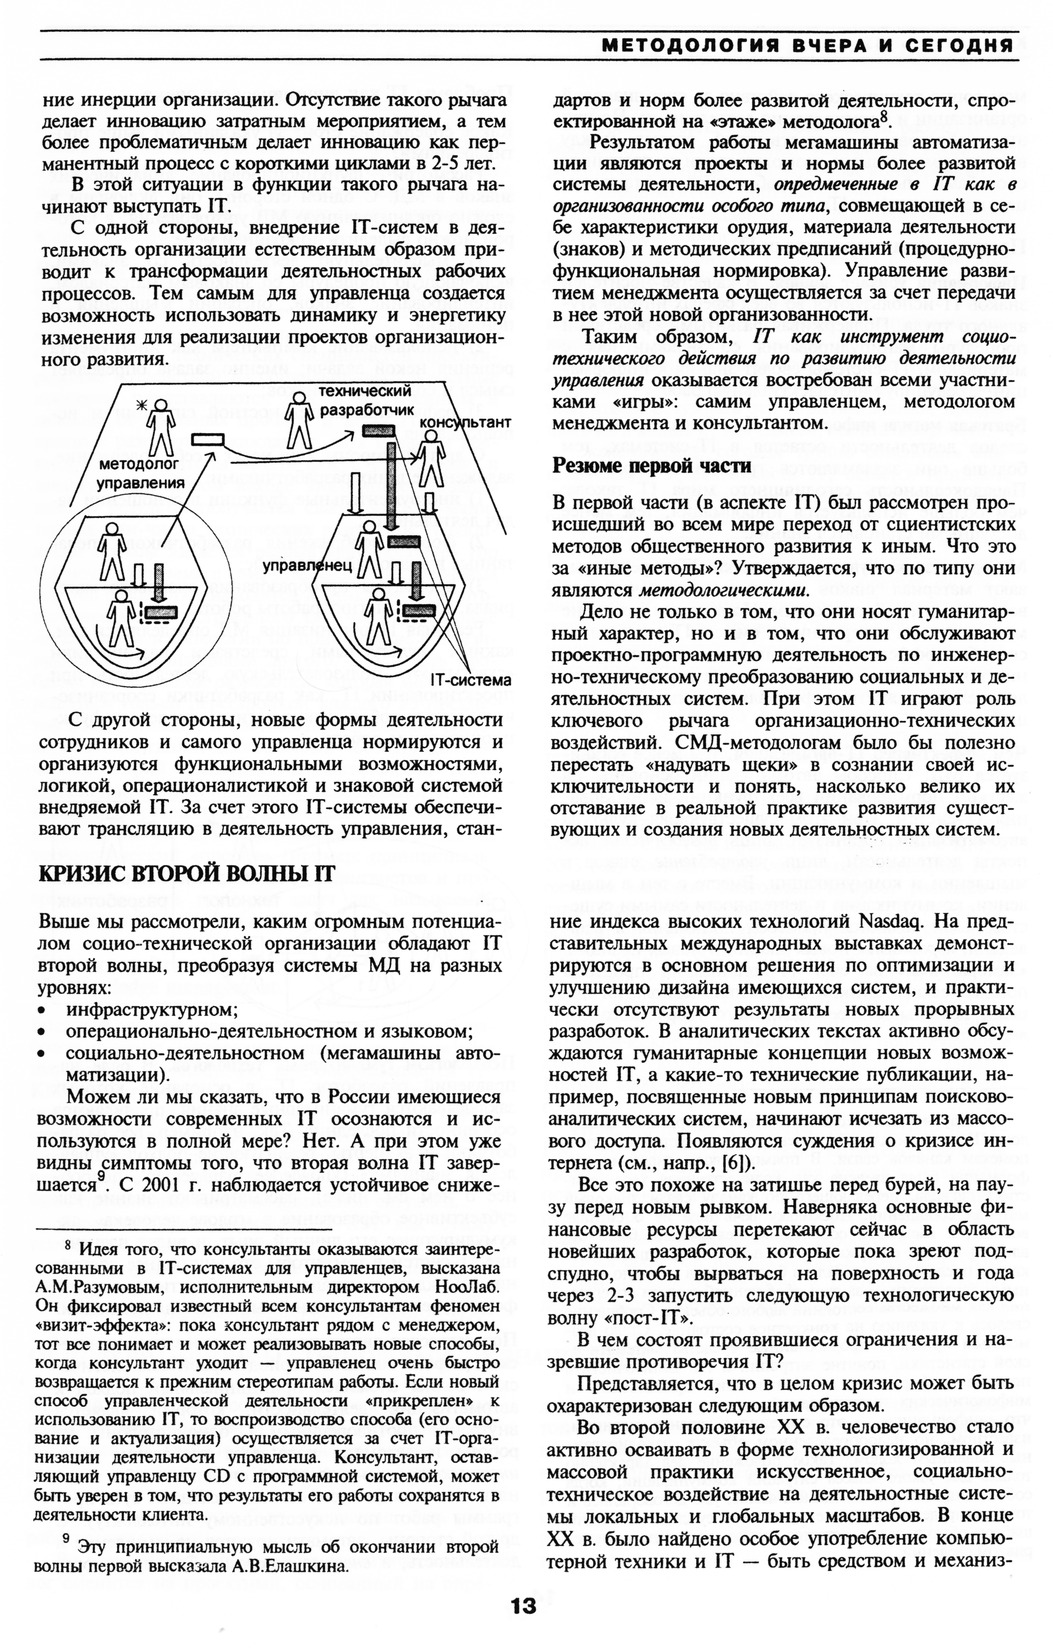 МЕТОДОЛОГИЯ ВЧЕРА И СЕГОДНЯ
ние инерции организации. Отсутствие такого рычага
делает инновацию затратным мероприятием, а тем
более проблематичным делает инновацию как пер-
манентный процесс с короткими циклами в 2-5 лет.
В этой ситуации в функции такого рычага на-
чинают выступать IT.
С одной стороны, внедрение IT-систем в дея-
тельность организации естественным образом при-
водит к трансформации деятельностных рабочих
процессов. Тем самым для управленца создается
возможность использовать динамику и энергетику
изменения для реализации проектов организацион-
ного развития.
технический
разработчик
консультант
методолог
управления
управленец
IT-система
С другой стороны, новые формы деятельности
сотрудников и самого управленца нормируются и
организуются функциональными возможностями,
логикой, операционалистикой и знаковой системой
внедряемой IT. За счет этого IT-системы обеспечи-
вают трансляцию в деятельность управления, стан-
дартов и норм более развитой деятельности, спро-
ектированной на «этаже» методолога8.
Результатом работы мегамашины автоматиза-
ции являются проекты и нормы более развитой
системы деятельности, опредмеченные в IT как в
организованности особого типа, совмещающей в се-
бе характеристики орудия, материала деятельности
(знаков) и методических предписаний (процедурно-
функциональная нормировка). Управление разви-
тием менеджмента осуществляется за счет передачи
в нее этой новой организованности.
Таким образом, IT как инструмент социо-
технического действия по развитию деятельности
управления оказывается востребован всеми участни-
ками «игры»: самим управленцем, методологом
менеджмента и консультантом.
Резюме первой части
В первой части (в аспекте IT) был рассмотрен про-
исшедший во всем мире переход от сциентистских
методов общественного развития к иным. Что это
за «иные методы»? Утверждается, что по типу они
являются методологическими.
Дело не только в том, что они носят гуманитар-
ный характер, но и в том, что они обслуживают
проектно-программную деятельность по инженер-
но-техническому преобразованию социальных и де-
ятельностных систем. При этом IT играют роль
ключевого рычага организационно-технических
воздействий. СМД-методологам было бы полезно
перестать «надувать щеки» в сознании своей ис-
ключительности и понять, насколько велико их
отставание в реальной практике развития сущест-
вующих и создания новых деятельностных систем.
КРИЗИС ВТОРОЙ ВОЛНЫ IT
Выше мы рассмотрели, каким огромным потенциа-
лом социо-технической организации обладают IT
второй волны, преобразуя системы МД на разных
уровнях:
• инфраструктурном;
• операционально-деятельностном и языковом;
• социально-деятельностном (мегамашины авто-
матизации).
Можем ли мы сказать, что в России имеющиеся
возможности современных IT осознаются и ис-
пользуются в полной мере? Нет. А при этом уже
видны симптомы того, что вторая волна IT завер-
шается9. С 2001 г. наблюдается устойчивое сниже-
8 Идея того, что консультанты оказываются заинтере-
сованными в IT-системах для управленцев, высказана
А.М.Разумовым, исполнительным директором НооЛаб.
Он фиксировал известный всем консультантам феномен
«визит-эффекта»: пока консультант рядом с менеджером,
тот все понимает и может реализовывать новые способы,
когда консультант уходит — управленец очень быстро
возвращается к прежним стереотипам работы. Если новый
способ управленческой деятельности «прикреплен» к
использованию IT, то воспроизводство способа (его осно-
вание и актуализация) осуществляется за счет IT-орга-
низации деятельности управленца. Консультант, остав-
ляющий управленцу CD с программной системой, может
быть уверен в том, что результаты его работы сохранятся в
деятельности клиента.
9 Эту принципиальную мысль об окончании второй
волны первой высказала А.В.Елашкина.
ние индекса высоких технологий Nasdaq. На пред-
ставительных международных выставках демонст-
рируются в основном решения по оптимизации и
улучшению дизайна имеющихся систем, и практи-
чески отсутствуют результаты новых прорывных
разработок. В аналитических текстах активно обсу-
ждаются гуманитарные концепции новых возмож-
ностей IT, а какие-то технические публикации, на-
пример, посвященные новым принципам поисково-
аналитических систем, начинают исчезать из массо-
вого доступа. Появляются суждения о кризисе ин-
тернета (см., напр., [6]).
Все это похоже на затишье перед бурей, на пау-
зу перед новым рывком. Наверняка основные фи-
нансовые ресурсы перетекают сейчас в область
новейших разработок, которые пока зреют под-
спудно, чтобы вырваться на поверхность и года
через 2-3 запустить следующую технологическую
волну «пост-IT».
В чем состоят проявившиеся ограничения и на-
зревшие противоречия IT?
Представляется, что в целом кризис может быть
охарактеризован следующим образом.
Во второй половине XX в. человечество стало
активно осваивать в форме технологизированной и
массовой практики искусственное, социально-
техническое воздействие на деятельностные систе-
мы локальных и глобальных масштабов. В конце
XX в. было найдено особое употребление компью-
терной техники и IT — быть средством и механиз-
13